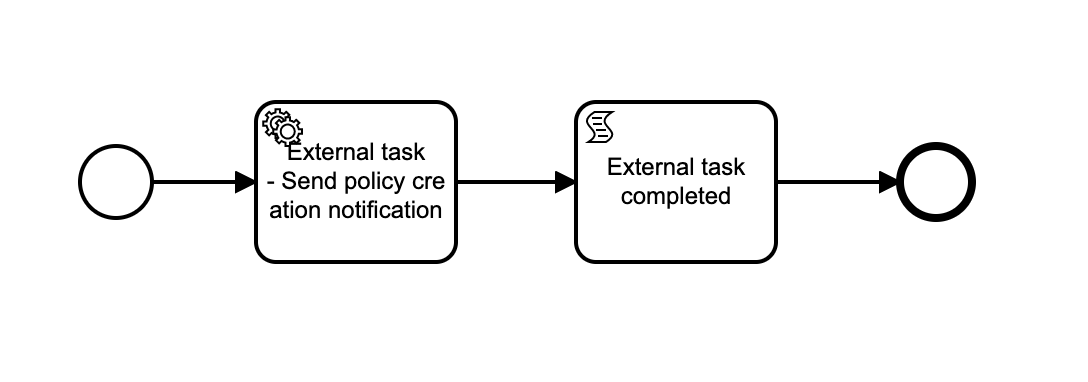 External task
- Send policy cre
ation notification
External task
completed